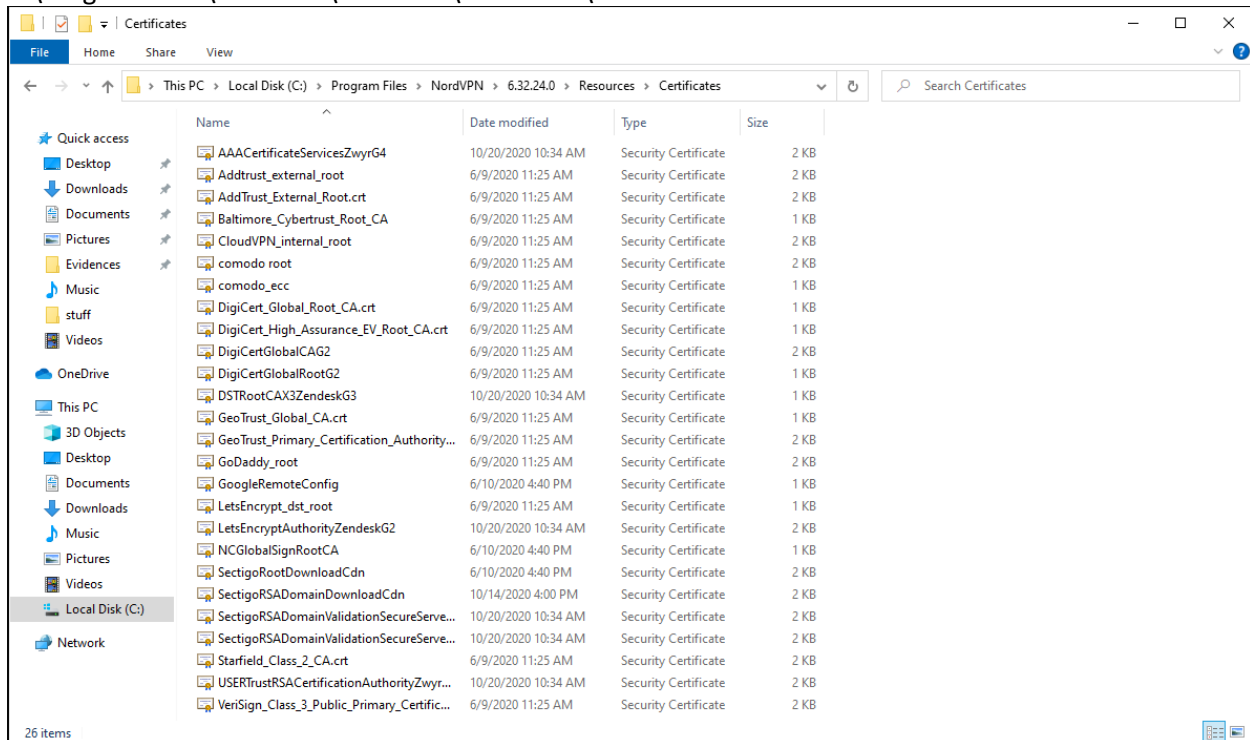 Certificates
File Home Share View
This PC > Local Disk (C:) > Program Files > NordVPN > 6.32.24.0 > Resources > Certificates
Search Certificates
Name Date modified Type Size
Quick access
Desktop
Downloads
Documents
Pictures
Evidences
Music
stuff
Videos
OneDrive
This PC
3D Objects
Desktop
Documents
Downloads
Music
Pictures
Videos
Local Disk (C:)
Network
AAACertificateServicesZwyrG4 10/20/2020 10:34 AM Security Certificate 2 KB
Addtrust_external_root 6/9/2020 11:25 AM Security Certificate 2 KB
AddTrust_External_Root.crt 6/9/2020 11:25 AM Security Certificate 2 KB
Baltimore_Cybertrust_Root_CA 6/9/2020 11:25 AM Security Certificate 1 KB
CloudVPN_internal_root 6/9/2020 11:25 AM Security Certificate 2 KB
comodo root 6/9/2020 11:25 AM Security Certificate 2 KB
comodo_ecc 6/9/2020 11:25 AM Security Certificate 1 KB
DigiCert_Global_Root_CA.crt 6/9/2020 11:25 AM Security Certificate 1 KB
DigiCert_High_Assurance_EV_Root_CA.crt 6/9/2020 11:25 AM Security Certificate 1 KB
DigiCertGlobalCAG2 6/9/2020 11:25 AM Security Certificate 2 KB
DigiCertGlobalRootG2 6/9/2020 11:25 AM Security Certificate 1 KB
DSTRootCAX3ZendeskG3 10/20/2020 10:34 AM Security Certificate 1 KB
GeoTrust_Global_CA.crt 6/9/2020 11:25 AM Security Certificate 1 KB
GeoTrust_Primary_Certification_Authority... 6/9/2020 11:25 AM Security Certificate 2 KB
GoDaddy_root 6/9/2020 11:25 AM Security Certificate 2 KB
GoogleRemoteConfig 6/10/2020 4:40 PM Security Certificate 1 KB
LetsEncrypt_dst_root 6/9/2020 11:25 AM Security Certificate 1 KB
LetsEncryptAuthorityZendeskG2 10/20/2020 10:34 AM Security Certificate 2 KB
NCGlobalSignRootCA 6/10/2020 4:40 PM Security Certificate 1 KB
SectigoRootDownloadCdn 6/10/2020 4:40 PM Security Certificate 2 KB
SectigoRSADomainDownloadCdn 10/14/2020 4:00 PM Security Certificate 2 KB
SectigoRSADomainValidationSecureServe... 10/20/2020 10:34 AM Security Certificate 2 KB
SectigoRSADomainValidationSecureServe... 10/20/2020 10:34 AM Security Certificate 2 KB
Starfield_Class_2_CA.crt 6/9/2020 11:25 AM Security Certificate 2 KB
USERTrustRSACertificationAuthorityZwyr... 10/20/2020 10:34 AM Security Certificate 2 KB
VeriSign_Class_3_Public_Primary_Certific... 6/9/2020 11:25 AM Security Certificate 2 KB
26 items